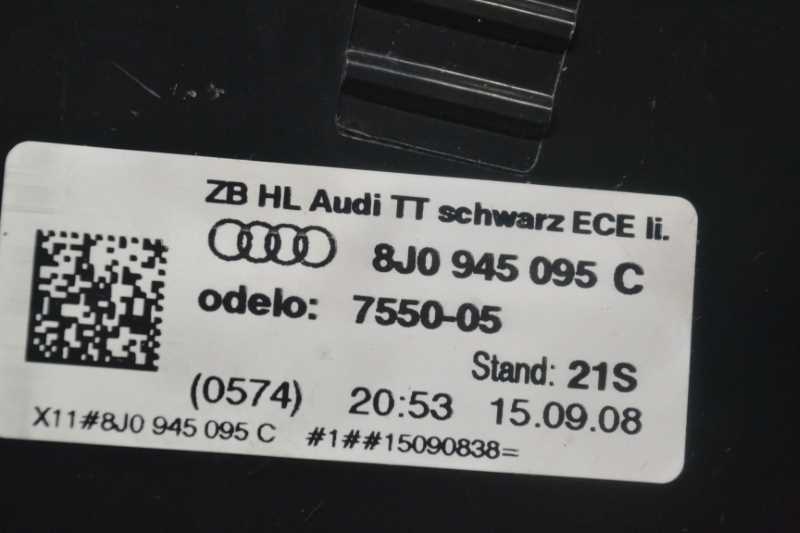 ZB HL Audi TT schwarz ECE li.
8J0 945 095 C
odelo: 7550-05
Stand: 21S
(0574) 20:53 15.09.08
X11#8J0 945 095 C #1##15090838=